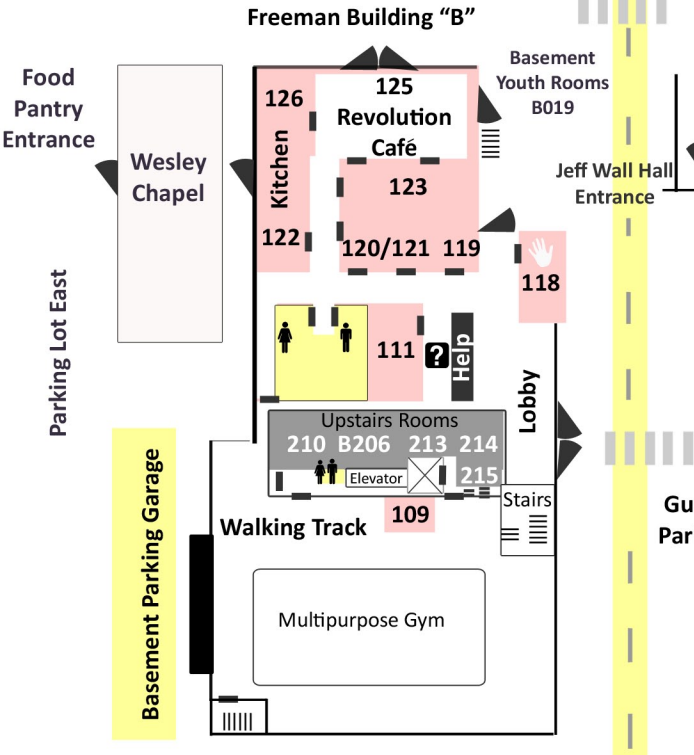 Freeman Building “B”
Food
Pantry
Entrance
Wesley
Chapel
126
125
Revolution
Café
Kitchen
123
122
120/121
119
Basement
Youth Rooms
B019
Jeff Wall Hall
Entrance
118
111
?
Help
Lobby
Parking Lot East
Upstairs Rooms
210 B206 213 214
215
Elevator
Stairs
109
Walking Track
Multipurpose Gym
Basement Parking Garage
Gu
Par